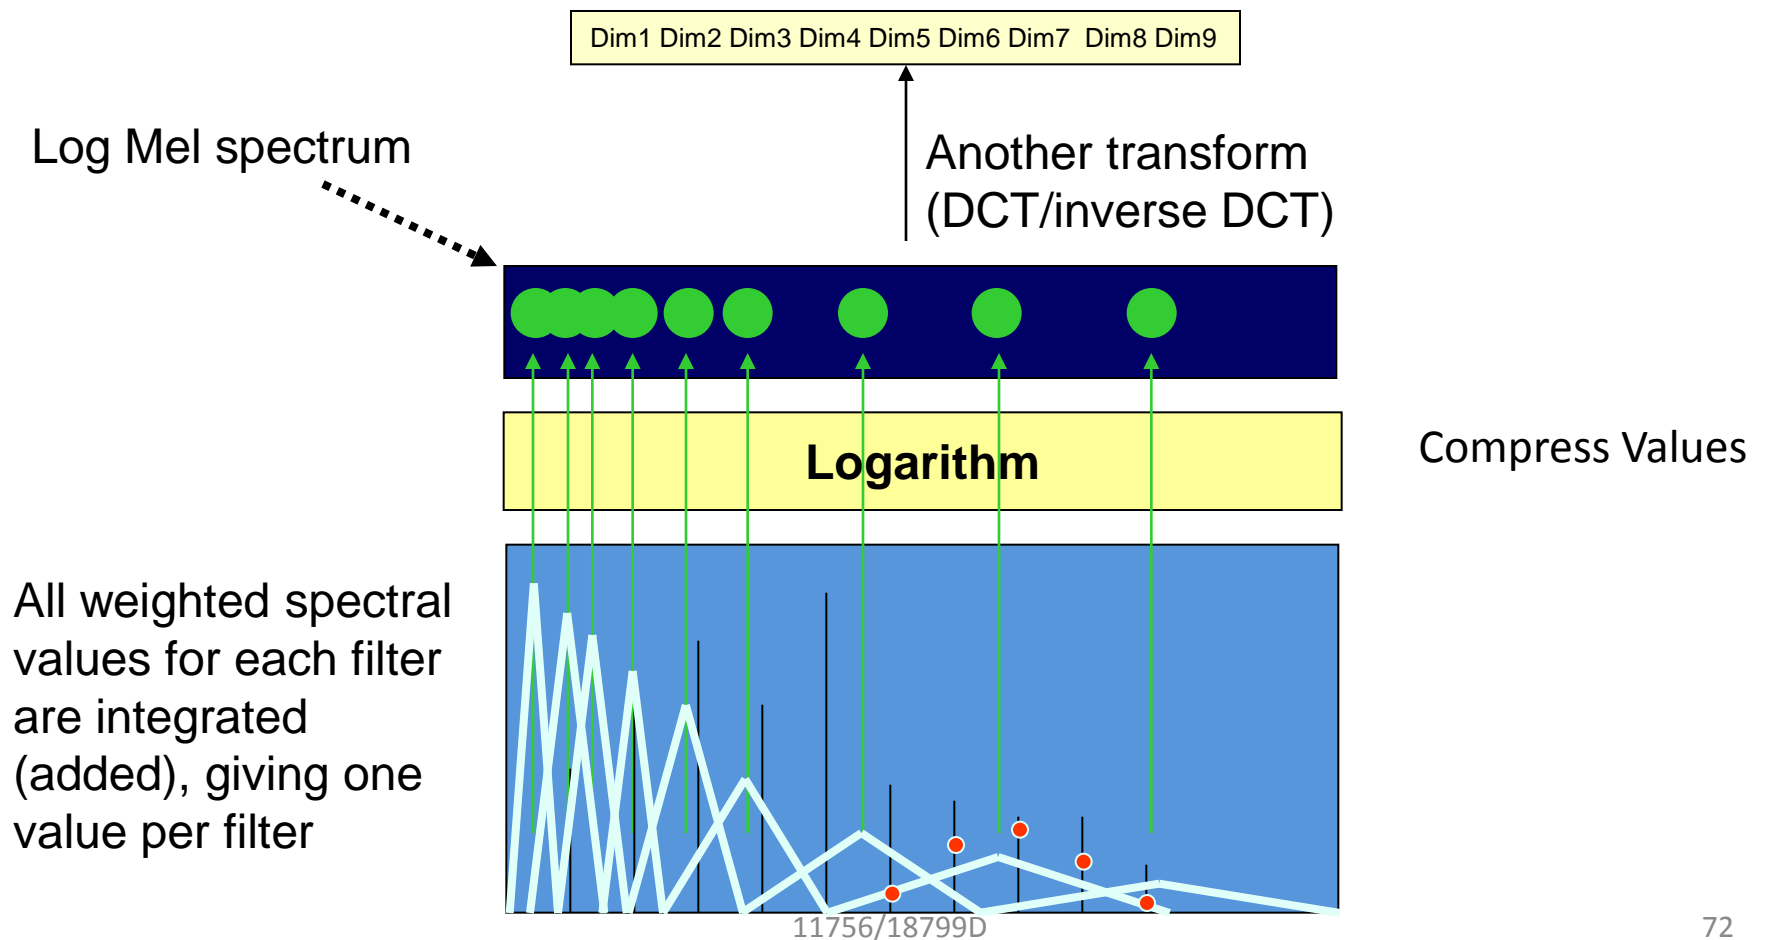 Dim1 Dim2 Dim3 Dim4 Dim5 Dim6 Dim7 Dim8 Dim9
Log Mel spectrum
Another transform
(DCT/inverse DCT)
Logarithm
Compress Values
All weighted spectral
values for each filter
are integrated
(added), giving one
value per filter
11756/18799D
72